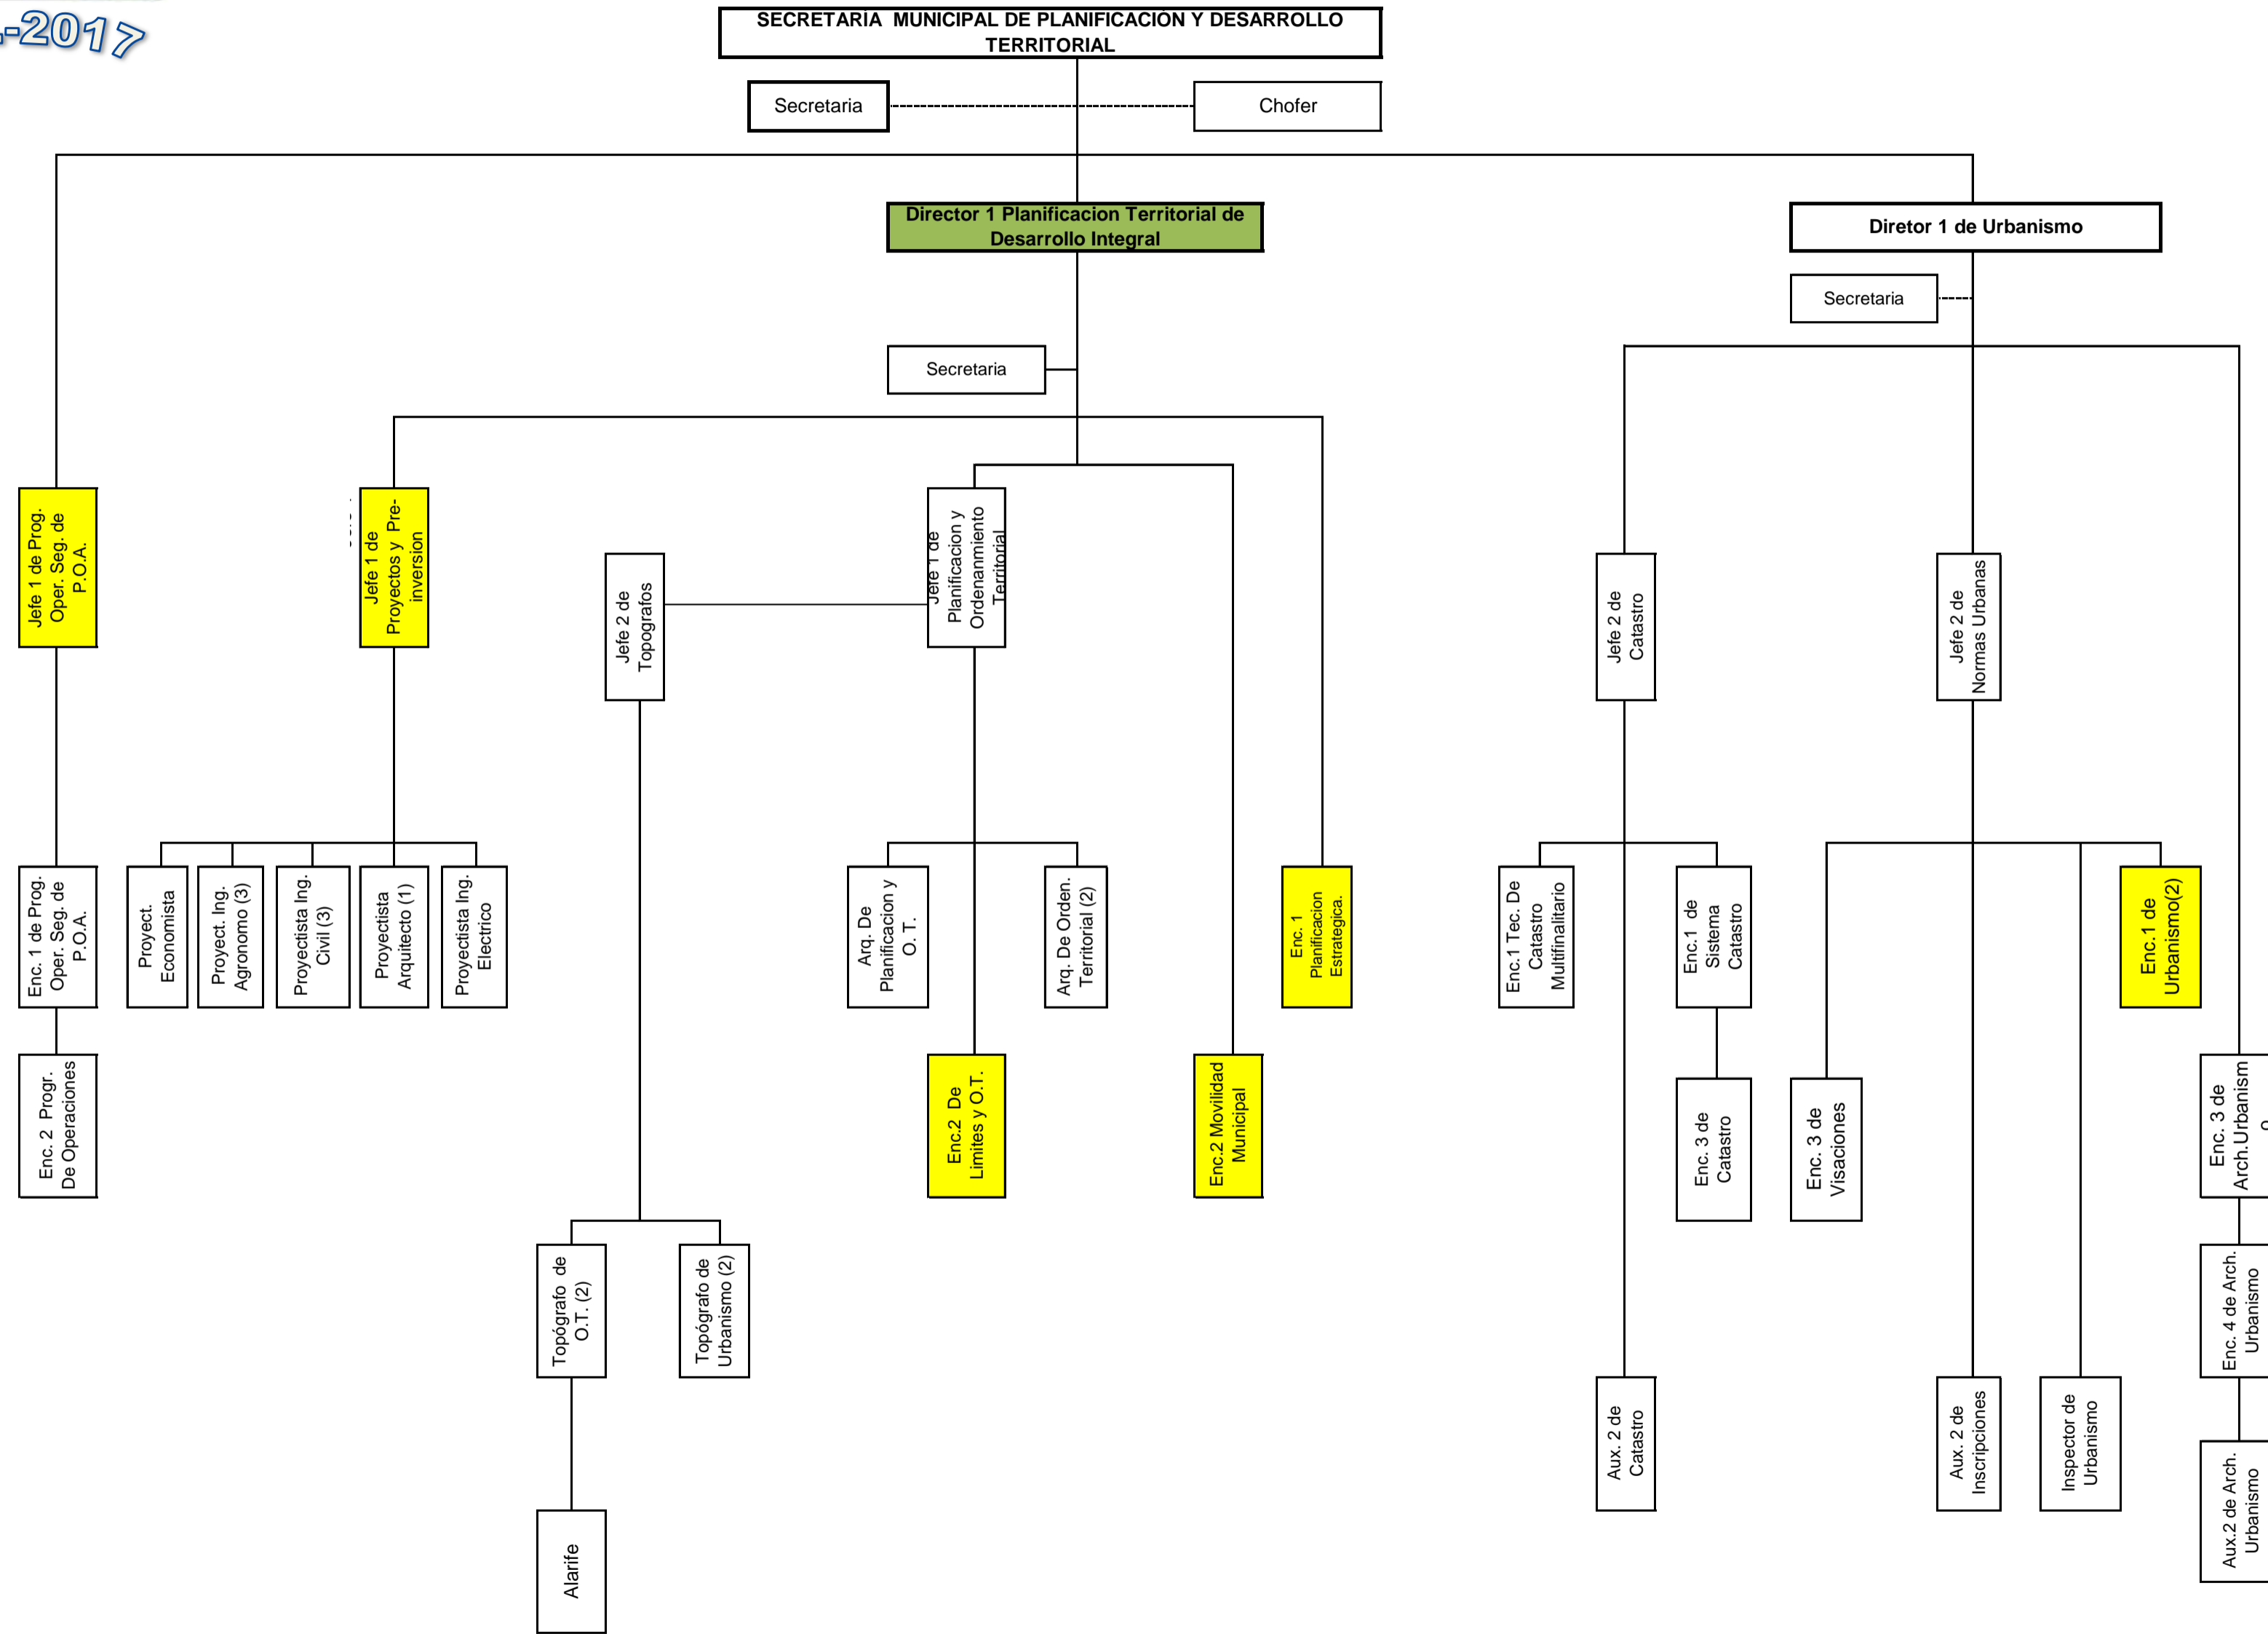 -2017
SECRETARÍA MUNICIPAL DE PLANIFICACIÓN Y DESARROLLO
TERRITORIAL
Secretaria
Chofer
Director 1 Planificacion Territorial de
Desarrollo Integral
Diretor 1 de Urbanismo
Secretaria
Secretaria
Jefe 1 de Prog.
Oper. Seg. de
P.O.A.
Jefe 1 de
Proyectos y Pre-
inversion
Jefe 2 de
Topografos
Jefe 1 de
Planificacion y
Ordenanmiento
Territorial
Jefe 2 de
Catastro
Jefe 2 de
Normas Urbanas
Enc. 1 de Prog.
Oper. Seg. de
P.O.A.
Proyect.
Economista
Proyect. Ing.
Agronomo (3)
Proyectista Ing.
Civil (3)
Proyectista
Arquitecto (1)
Proyectista Ing.
Electrico
Arq. De
Planificacion y
O. T.
Arq. De Orden.
Territorial (2)
Enc. 1
Planificacion
Estrategica.
Enc.1 Tec. De
Catastro
Multifinalitario
Enc.1 de
Sistema
Catastro
Enc.1 de
Urbanismo(2)
Enc. 2 Progr.
De Operaciones
Enc.2 De
Limites y O.T.
Enc.2 Movilidad
Municipal
Enc. 3 de
Catastro
Enc. 3 de
Visaciones
Enc. 3 de
Arch.Urbanism
o
Topógrafo de
O.T. (2)
Topógrafo de
Urbanismo (2)
Enc. 4 de Arch.
Urbanismo
Aux. 2 de
Catastro
Aux. 2 de
Inscripciones
Inspector de
Urbanismo
Aux.2 de Arch.
Urbanismo
Alarife